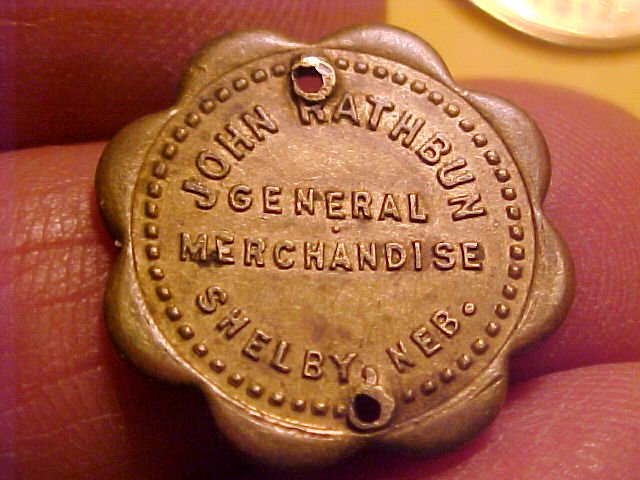 JOHN RATHBUN
GENERAL
MERCHANDISE
SHELBY, NEB.